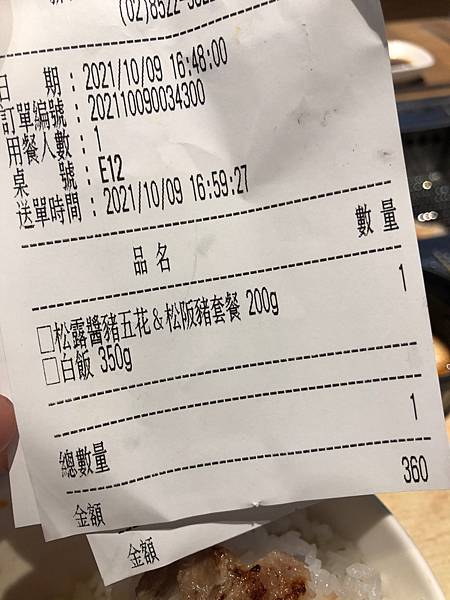 日 期 : 2021/10/09 16:48:00
訂單編號 : 202110090034300
用餐人數 : 1
桌 號 : E12
送單時間 : 2021/10/09 16:59:27
品名 數量
□松露醬豬五花&松阪豬套餐 200g 1
□白飯 350g
總數量 1
金額 360
金額